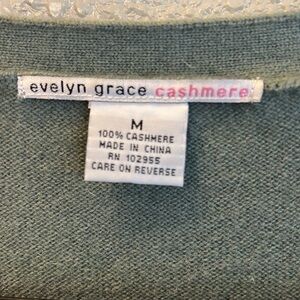 evelyn grace cashmere
M
100% CASHMERE
MADE IN CHINA
RN 102955
CARE ON REVERSE